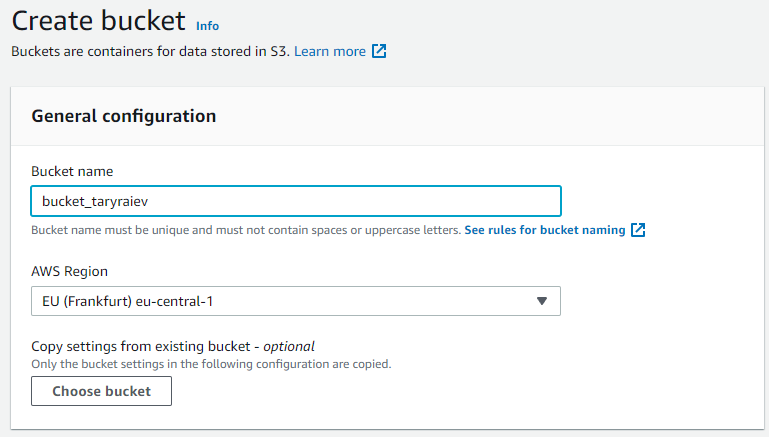 Create bucket Info
Buckets are containers for data stored in S3. Learn more
General configuration
Bucket name
bucket_taryraiev
Bucket name must be unique and must not contain spaces or uppercase letters. See rules for bucket naming
AWS Region
EU (Frankfurt) eu-central-1
Copy settings from existing bucket - optional
Only the bucket settings in the following configuration are copied.
Choose bucket